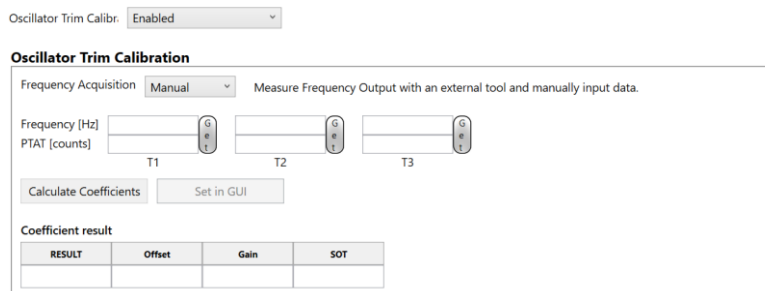 Oscillator Trim Calibr. Enabled
Oscillator Trim Calibration
Frequency Acquisition Manual Measure Frequency Output with an external tool and manually input data.
Frequency [Hz] Get Get Get
PTAT [counts]
T1 T2 T3
Calculate Coefficients Set in GUI
Coefficient result
RESULT Offset Gain SOT